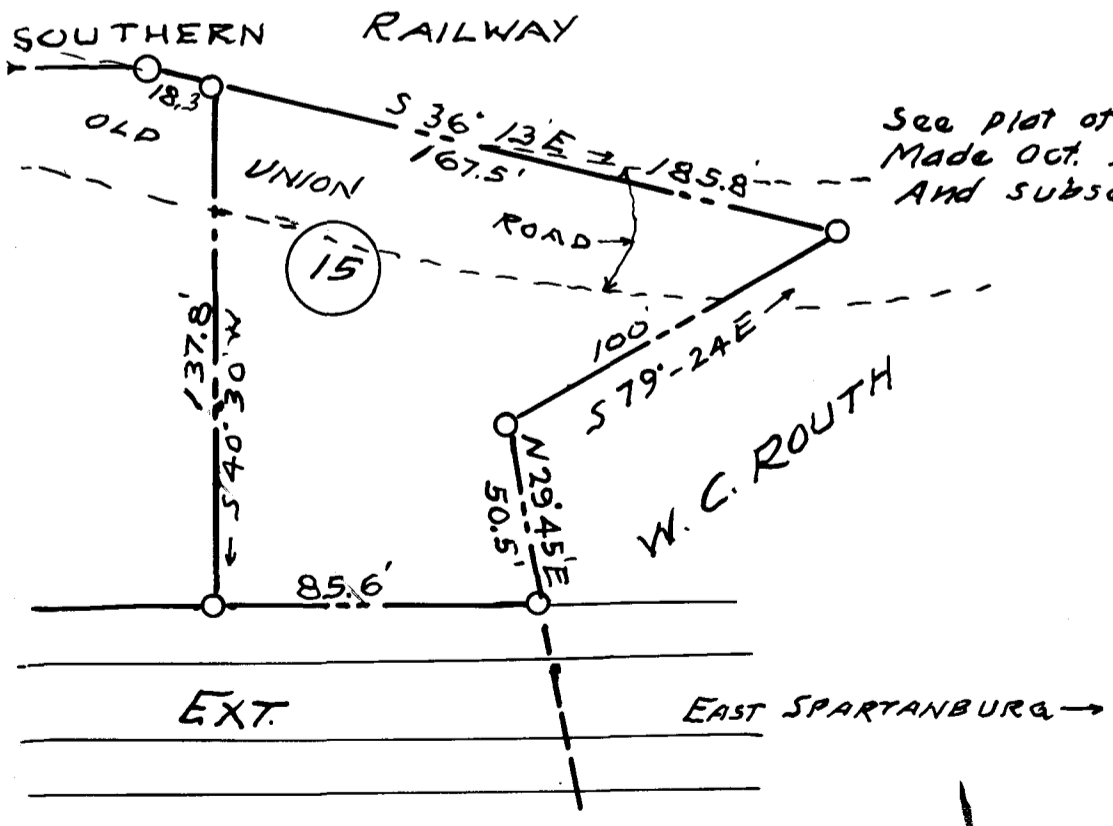 SOUTHERN RAILWAY
18.3
OLD
UNION
S 36° 13' E →
167.5'
185.8'
See plat of
Made Oct.
And subs
ROAD →
15
137.8'
← S 40° 30' W
100'
S 79°-24 E →
N 29° 45' E
50.5'
W. C. ROUTH
85.6'
EXT.
EAST SPARTANBURG →